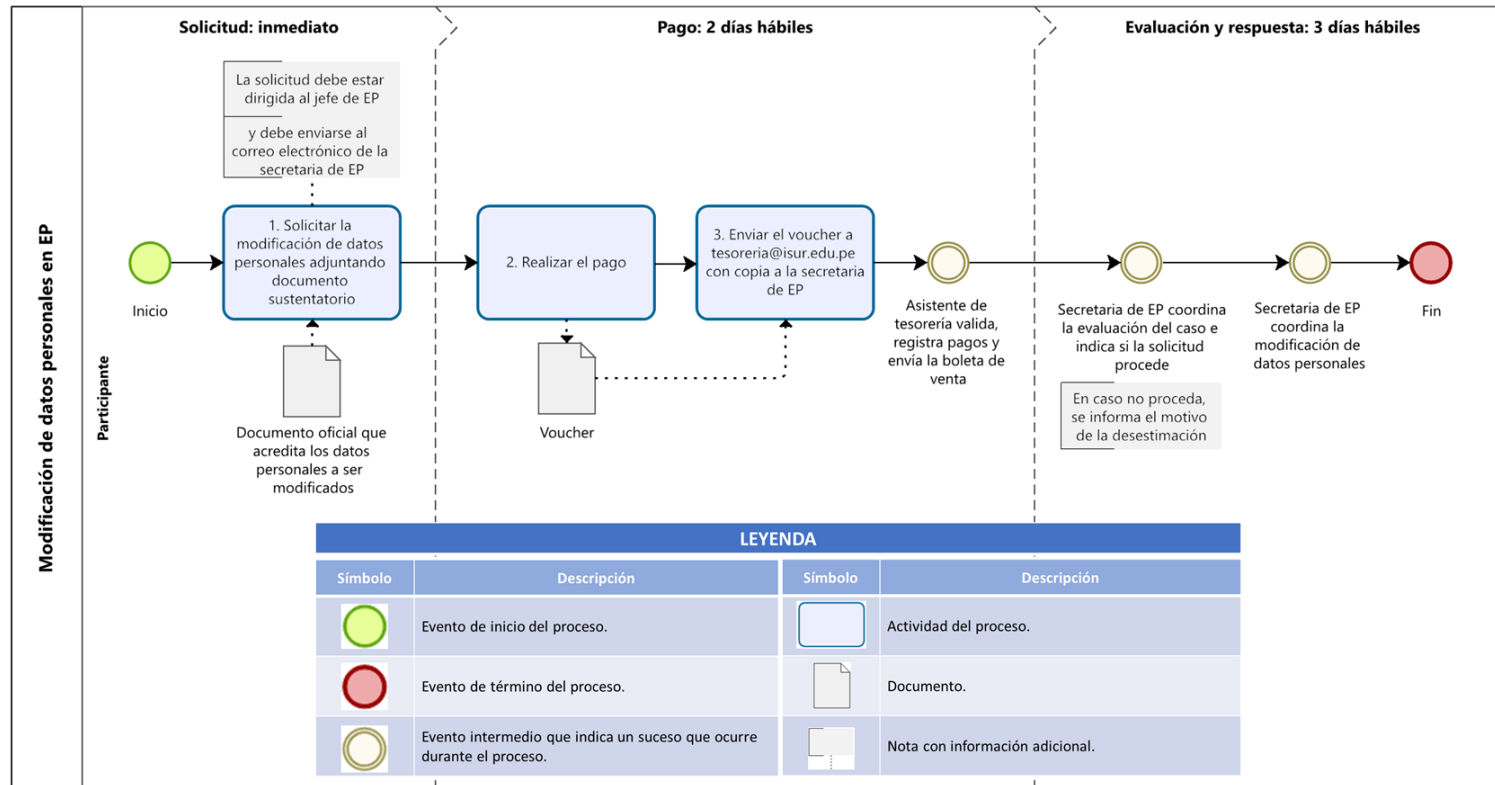 Modificación de datos personales en EP
Participante
Solicitud: inmediato
Pago: 2 días hábiles
Evaluación y respuesta: 3 días hábiles
La solicitud debe estar
dirigida al jefe de EP
y debe enviarse al
correo electrónico de la
secretaria de EP
Inicio
1. Solicitar la
modificación de datos
personales adjuntando
documento
sustentatorio
Documento oficial que
acredita los datos
personales a ser
modificados
2. Realizar el pago
Voucher
3. Enviar el voucher a
tesoreria@isur.edu.pe
con copia a la secretaria
de EP
Asistente de
tesorería valida,
registra pagos y
envía la boleta de
venta
Secretaria de EP coordina
la evaluación del caso e
indica si la solicitud
procede
En caso no proceda,
se informa el motivo
de la desestimación
Secretaria de EP
coordina la
modificación de
datos personales
Fin
LEYENDA
Símbolo
Descripción
Símbolo
Descripción
Evento de inicio del proceso.
Actividad del proceso.
Evento de término del proceso.
Documento.
Evento intermedio que indica un suceso que ocurre
durante el proceso.
Nota con información adicional.